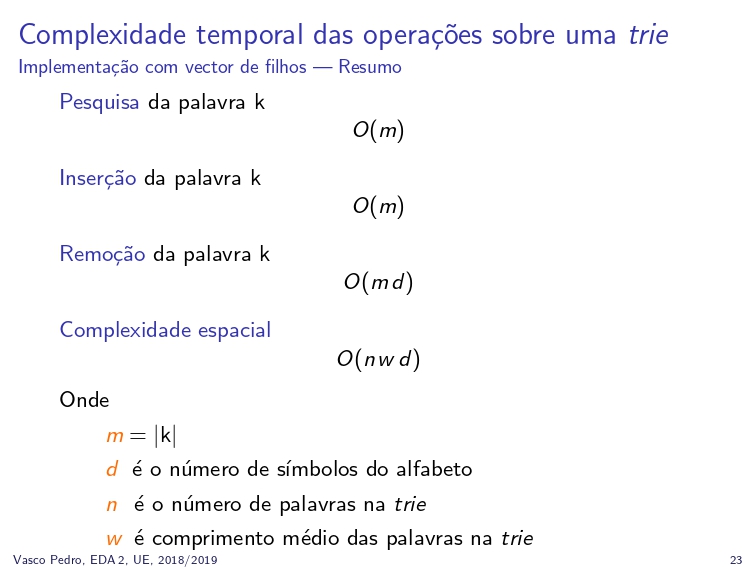 Complexidade temporal das operações sobre uma trie
Implementação com vector de filhos — Resumo
Pesquisa da palavra k
O(m)
Inserção da palavra k
O(m)
Remoção da palavra k
O(m d)
Complexidade espacial
O(n w d)
Onde
m = |k|
d é o número de símbolos do alfabeto
n é o número de palavras na trie
w é comprimento médio das palavras na trie
Vasco Pedro, EDA 2, UE, 2018/2019 23